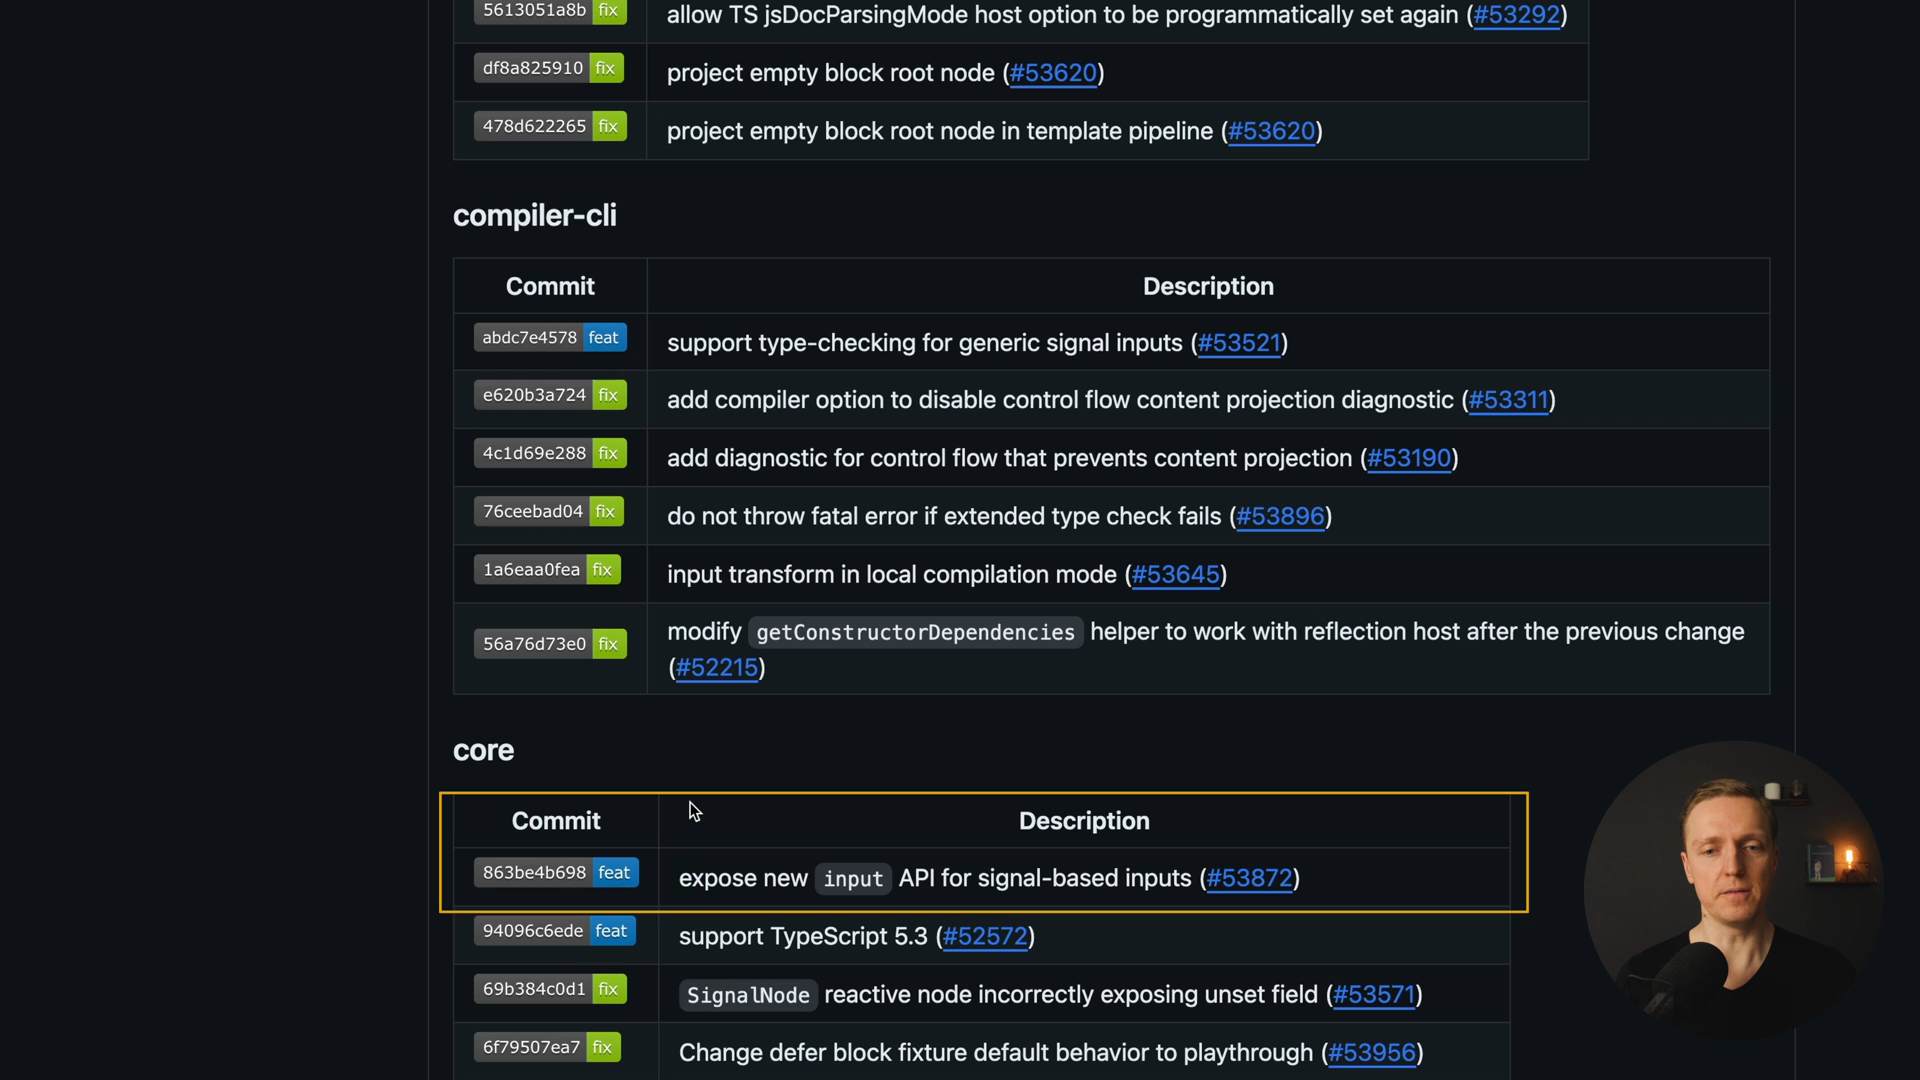 5613051a8b fix allow TS jsDocParsingMode host option to be programmatically set again (#53292)
df8a825910 fix project empty block root node (#53620)
478d622265 fix project empty block root node in template pipeline (#53620)
compiler-cli
Commit Description
abdc7e4578 feat support type-checking for generic signal inputs (#53521)
e620b3a724 fix add compiler option to disable control flow content projection diagnostic (#53311)
4c1d69e288 fix add diagnostic for control flow that prevents content projection (#53190)
76ceebad04 fix do not throw fatal error if extended type check fails (#53896)
1a6eaa0fea fix input transform in local compilation mode (#53645)
56a76d73e0 fix modify getConstructorDependencies helper to work with reflection host after the previous change
(#52215)
core
Commit Description
863be4b698 feat expose new input API for signal-based inputs (#53872)
94096c6ede feat support TypeScript 5.3 (#52572)
69b384c0d1 fix SignalNode reactive node incorrectly exposing unset field (#53571)
6f79507ea7 fix Change defer block fixture default behavior to playthrough (#53956)